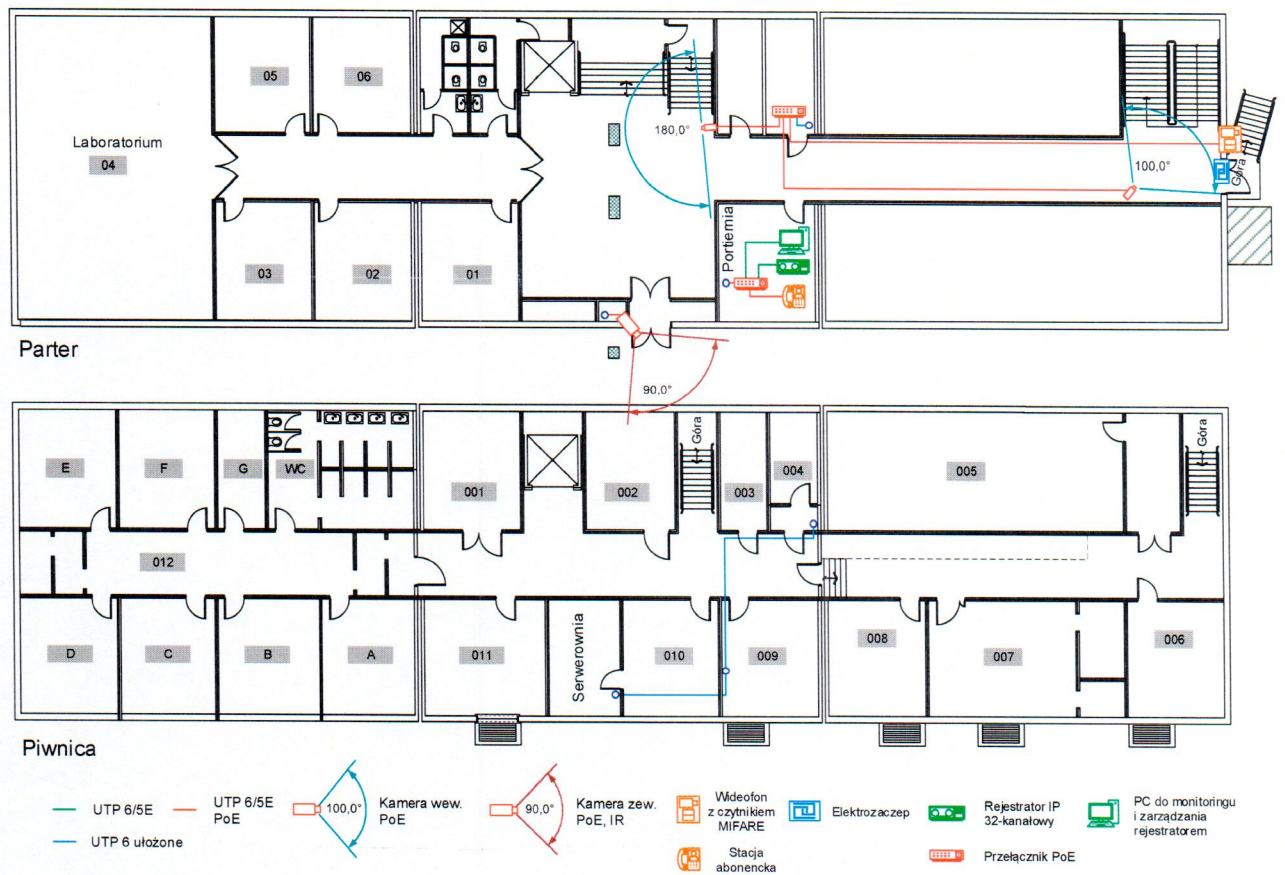 05
06
Laboratorium
04
180,0°
100,0°
Góra
Portiernia
03
02
01
Parter
90,0°
E
F
G
WC
001
002
Góra
003
004
005
Góra
012
D
C
B
A
011
Serwerownia
010
009
008
007
006
Piwnica
UTP 6/5E
UTP 6/5E
PoE
100,0°
Kamera wew.
PoE
90,0°
Kamera zew.
PoE, IR
Wideofon
z czytnikiem
MIFARE
Elektrozaczep
Rejestrator IP
32-kanałowy
PC do monitoringu
i zarządzania
rejestratorem
UTP 6 ułożone
Stacja
abonencka
Przełącznik PoE